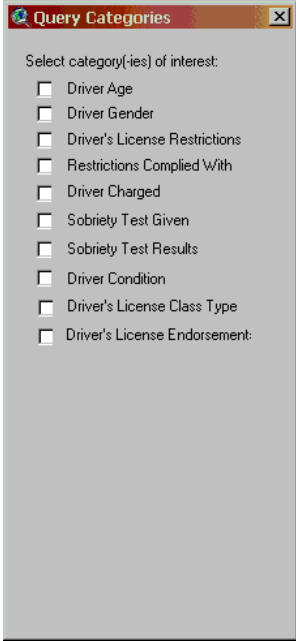 Query Categories
Select category(-ies) of interest:
Driver Age
Driver Gender
Driver's License Restrictions
Restrictions Complied With
Driver Charged
Sobriety Test Given
Sobriety Test Results
Driver Condition
Driver's License Class Type
Driver's License Endorsement: